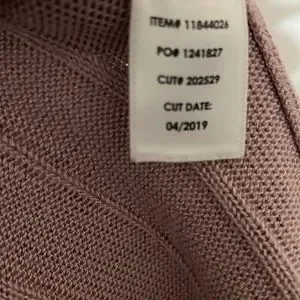 ITEM# 11844026
PO# 1241827
CUT# 202529
CUT DATE:
04/2019